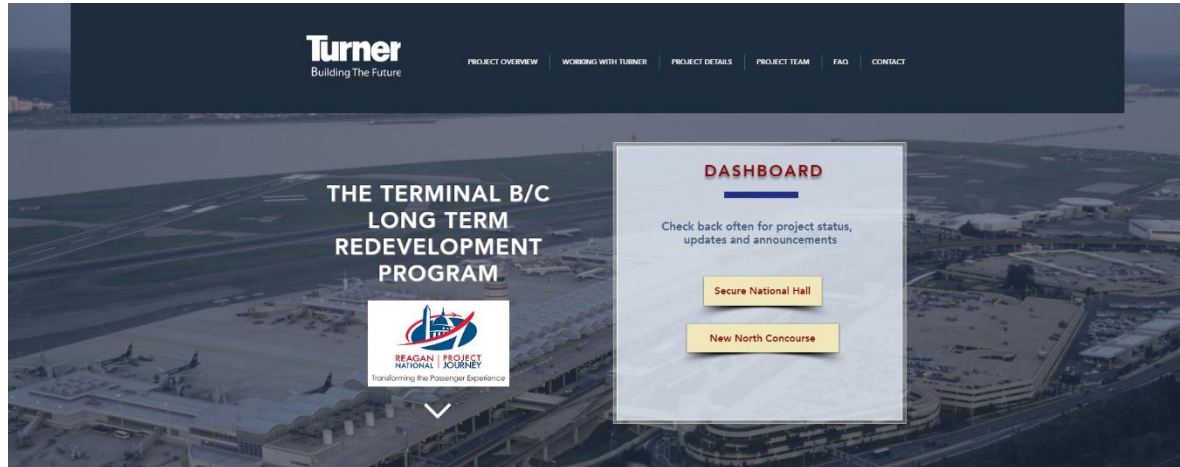 Turner
Building The Future
PROJECT OVERVIEW
WORKING WITH TURNER
PROJECT DETAILS
PROJECT TEAM
FAQ
CONTACT
THE TERMINAL B/C
LONG TERM
REDEVELOPMENT
PROGRAM
REAGAN | PROJECT
NATIONAL | JOURNEY
Transforming the Passenger Experience
DASHBOARD
Check back often for project status,
updates and announcements
Secure National Hall
New North Concourse